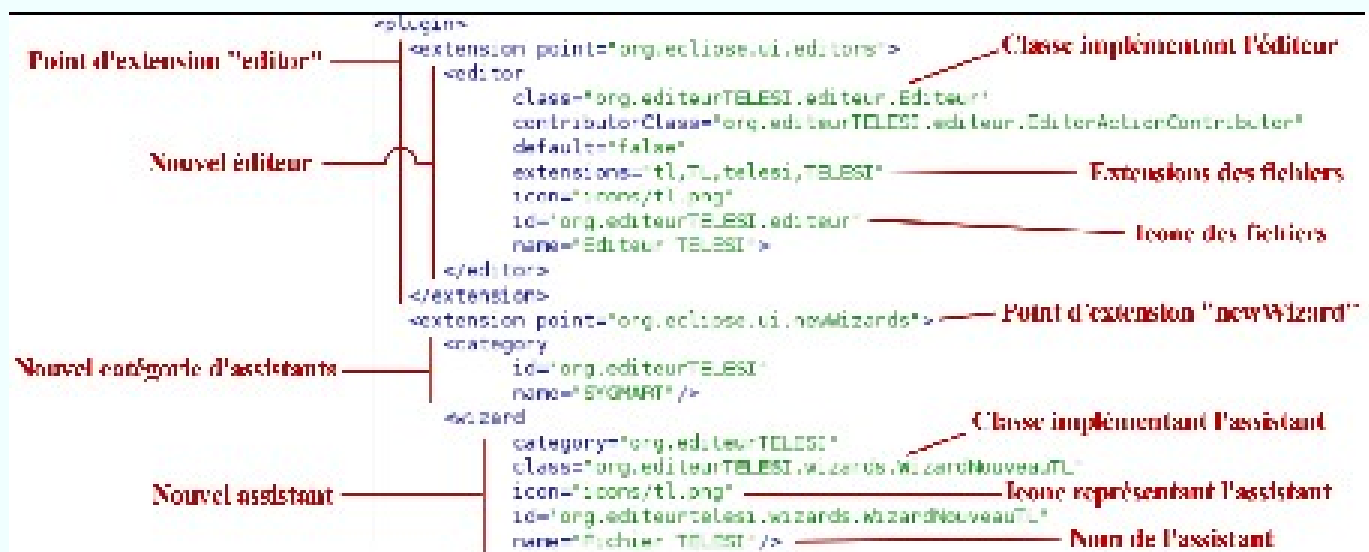 <plugin>
<extension point="org.eclipse.ui.editors"> Classe implémentant l'éditeur
Point d'extension "editor"
<editor
class="org.editeurTELESI.editeur.Editeur"
contributorClass="org.editeurTELESI.editeur.EditorActionContributor"
Nouvel éditeur default="false"
extensions="tl,TL,telesi,TELESI" Extensions des fichiers
icon="icons/tl.png"
id="org.editeurTELESI.editeur" Icone des fichiers
name="Editeur TELESI">
</editor>
</extension>
<extension point="org.eclipse.ui.newWizards"> Point d'extension "newWizard"
<category
Nouvel catégorie d'assistants id="org.editeurTELESI"
name="SYGMART"/>
<wizard Classe implémentant l'assistant
category="org.editeurTELESI"
class="org.editeurTELESI.wizards.WizardNouveauTL"
Nouvel assistant icon="icons/tl.png" Icone représentant l'assistant
id="org.editeurtelesi.wizards.WizardNouveauTL"
name="Fichier TELESI"/> Nom de l'assistant